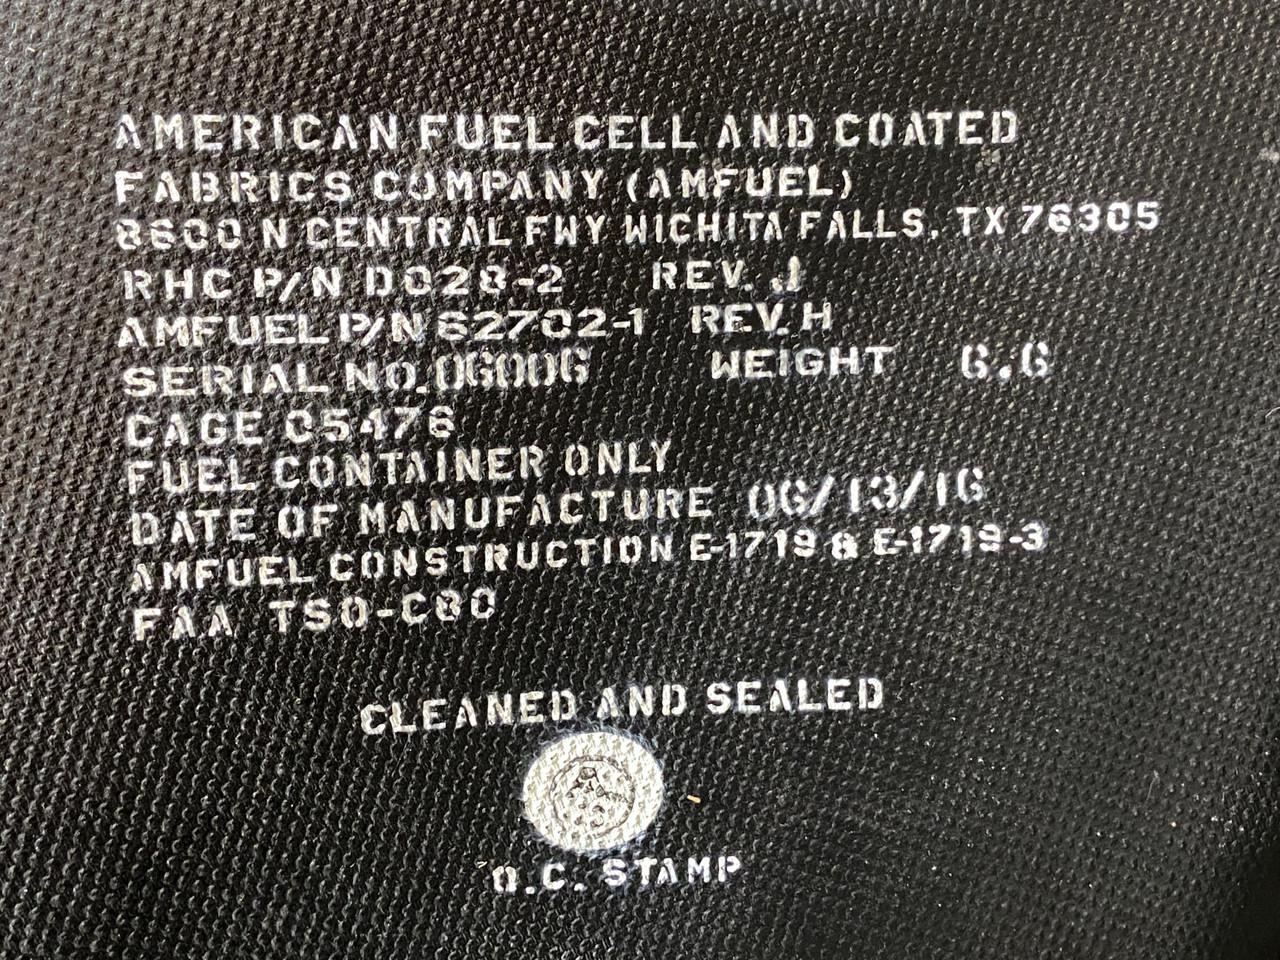 AMERICAN FUEL CELL AND COATED
FABRICS COMPANY (AMFUEL)
8600 N CENTRAL FWY WICHITA FALLS, TX 76305
RHC P/N D028-2 REV. J
AMFUEL P/N 62702-1 REV. H
SERIAL NO. 06006 WEIGHT 6.6
CAGE 05476
FUEL CONTAINER ONLY
DATE OF MANUFACTURE 06/13/16
AMFUEL CONSTRUCTION E-1719 & E-1719-3
FAA TSO-C80
CLEANED AND SEALED
Q.C. STAMP